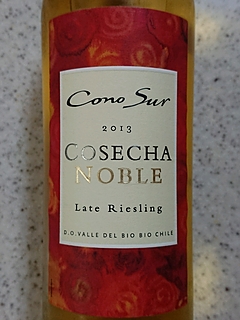 Cono Sur
2013
COSECHA
NOBLE
Late Riesling
D.O. VALLE DEL BIO BIO CHILE